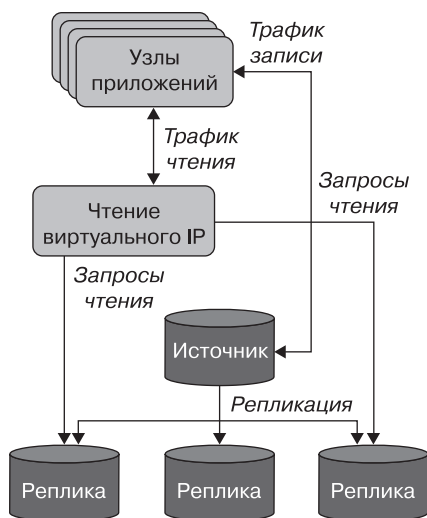 Узлы
приложений
Трафик
записи
Трафик
чтения
Чтение
виртуального IP
Запросы
чтения
Запросы
чтения
Источник
Репликация
Реплика
Реплика
Реплика